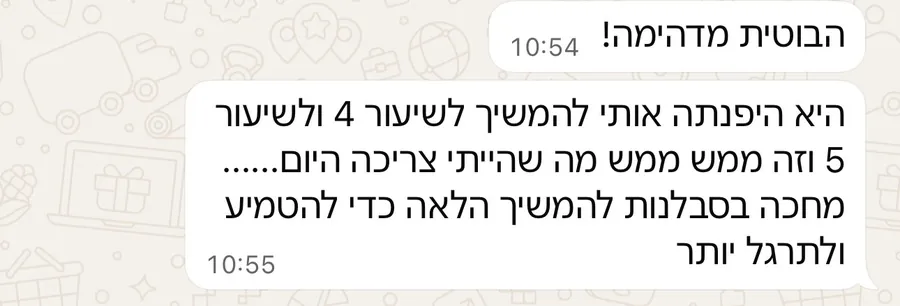 הבוטית מדהימה!
10:54
היא היפנתה אותי להמשיך לשיעור 4 ולשיעור
5 וזה ממש ממש מה שהייתי צריכה היום......
מחכה בסבלנות להמשיך הלאה כדי להטמיע
ולתרגל יותר
10:55